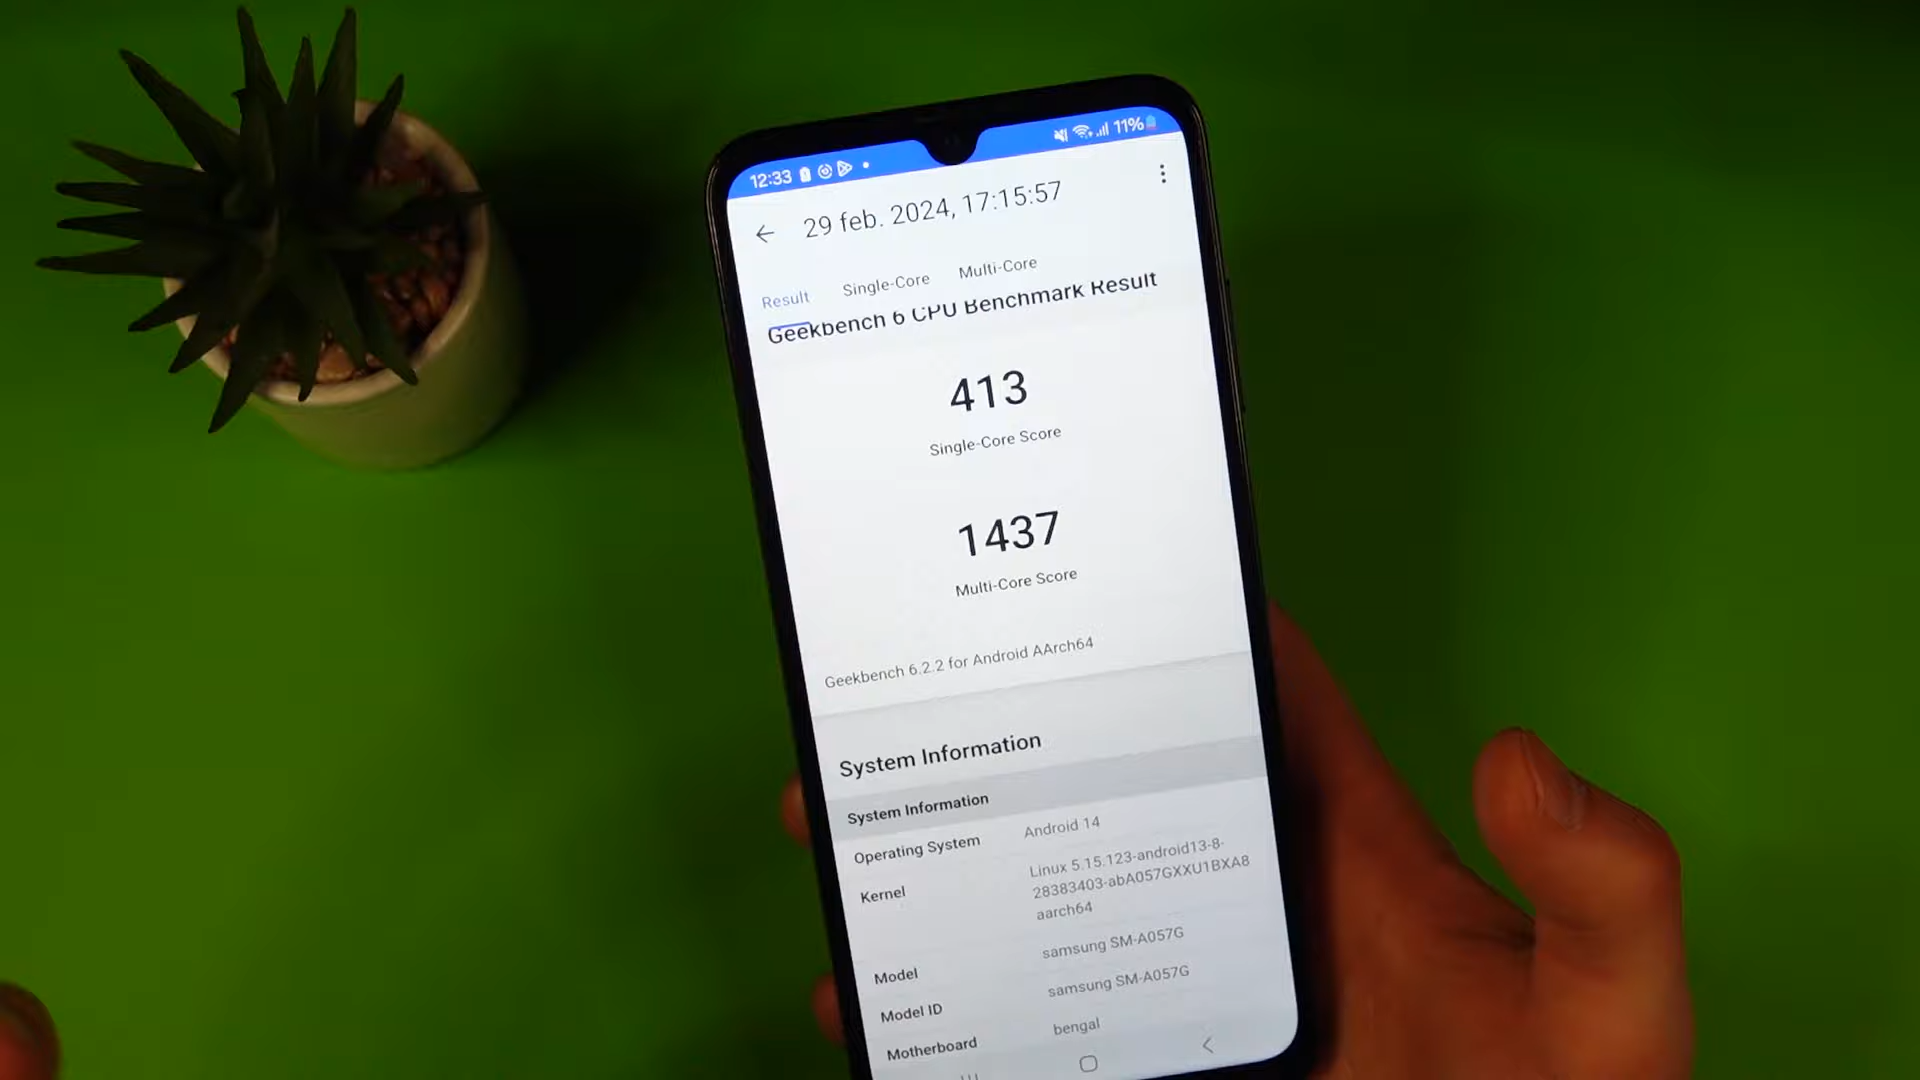 12:33 11%
29 feb. 2024, 17:15:57
Result Single-Core Multi-Core
Geekbench 6 CPU Benchmark Result
413
Single-Core Score
1437
Multi-Core Score
Geekbench 6.2.2 for Android AArch64
System Information
System Information
Operating System Android 14
Kernel Linux 5.15.123-android13-8-
28383403-abA057GXXU1BXA8
aarch64
Model samsung SM-A057G
Model ID samsung SM-A057G
Motherboard bengal